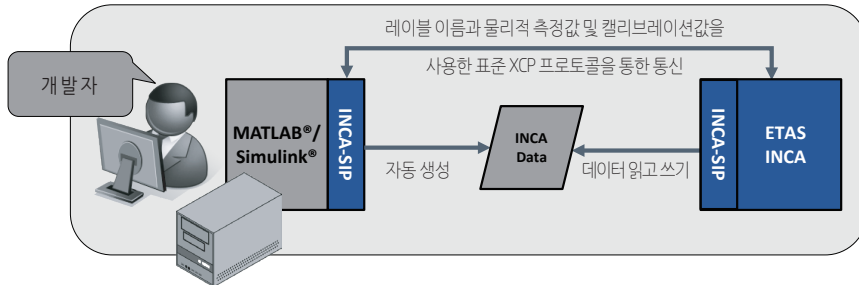 레이블 이름과 물리적 측정값 및 캘리브레이션값을
사용한 표준 XCP 프로토콜을 통한 통신
개발자
MATLAB®/
Simulink®
INCA-SIP
자동 생성
INCA
Data
데이터 읽고 쓰기
INCA-SIP
ETAS
INCA